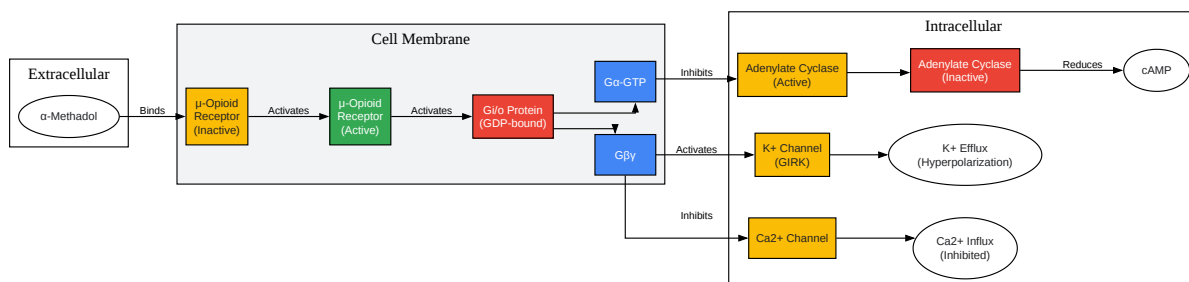 Extracellular
α-Methadol
Binds
Cell Membrane
μ-Opioid
Receptor
(Inactive)
Activates
μ-Opioid
Receptor
(Active)
Activates
Gi/o Protein
(GDP-bound)
Gα-GTP
Gβγ
Inhibits
Activates
Inhibits
Intracellular
Adenylate Cyclase
(Active)
Adenylate Cyclase
(Inactive)
Reduces
cAMP
K+ Channel
(GIRK)
K+ Efflux
(Hyperpolarization)
Ca2+ Channel
Ca2+ Influx
(Inhibited)